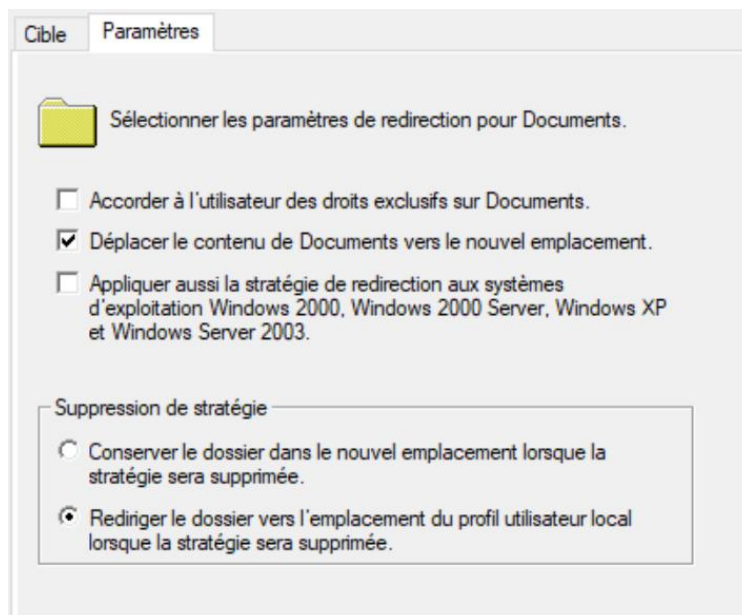 Cible
Paramètres
Sélectionner les paramètres de redirection pour Documents.
Accorder à l'utilisateur des droits exclusifs sur Documents.
Déplacer le contenu de Documents vers le nouvel emplacement.
Appliquer aussi la stratégie de redirection aux systèmes
d'exploitation Windows 2000, Windows 2000 Server, Windows XP
et Windows Server 2003.
Suppression de stratégie
Conserver le dossier dans le nouvel emplacement lorsque la
stratégie sera supprimée.
Rediriger le dossier vers l'emplacement du profil utilisateur local
lorsque la stratégie sera supprimée.